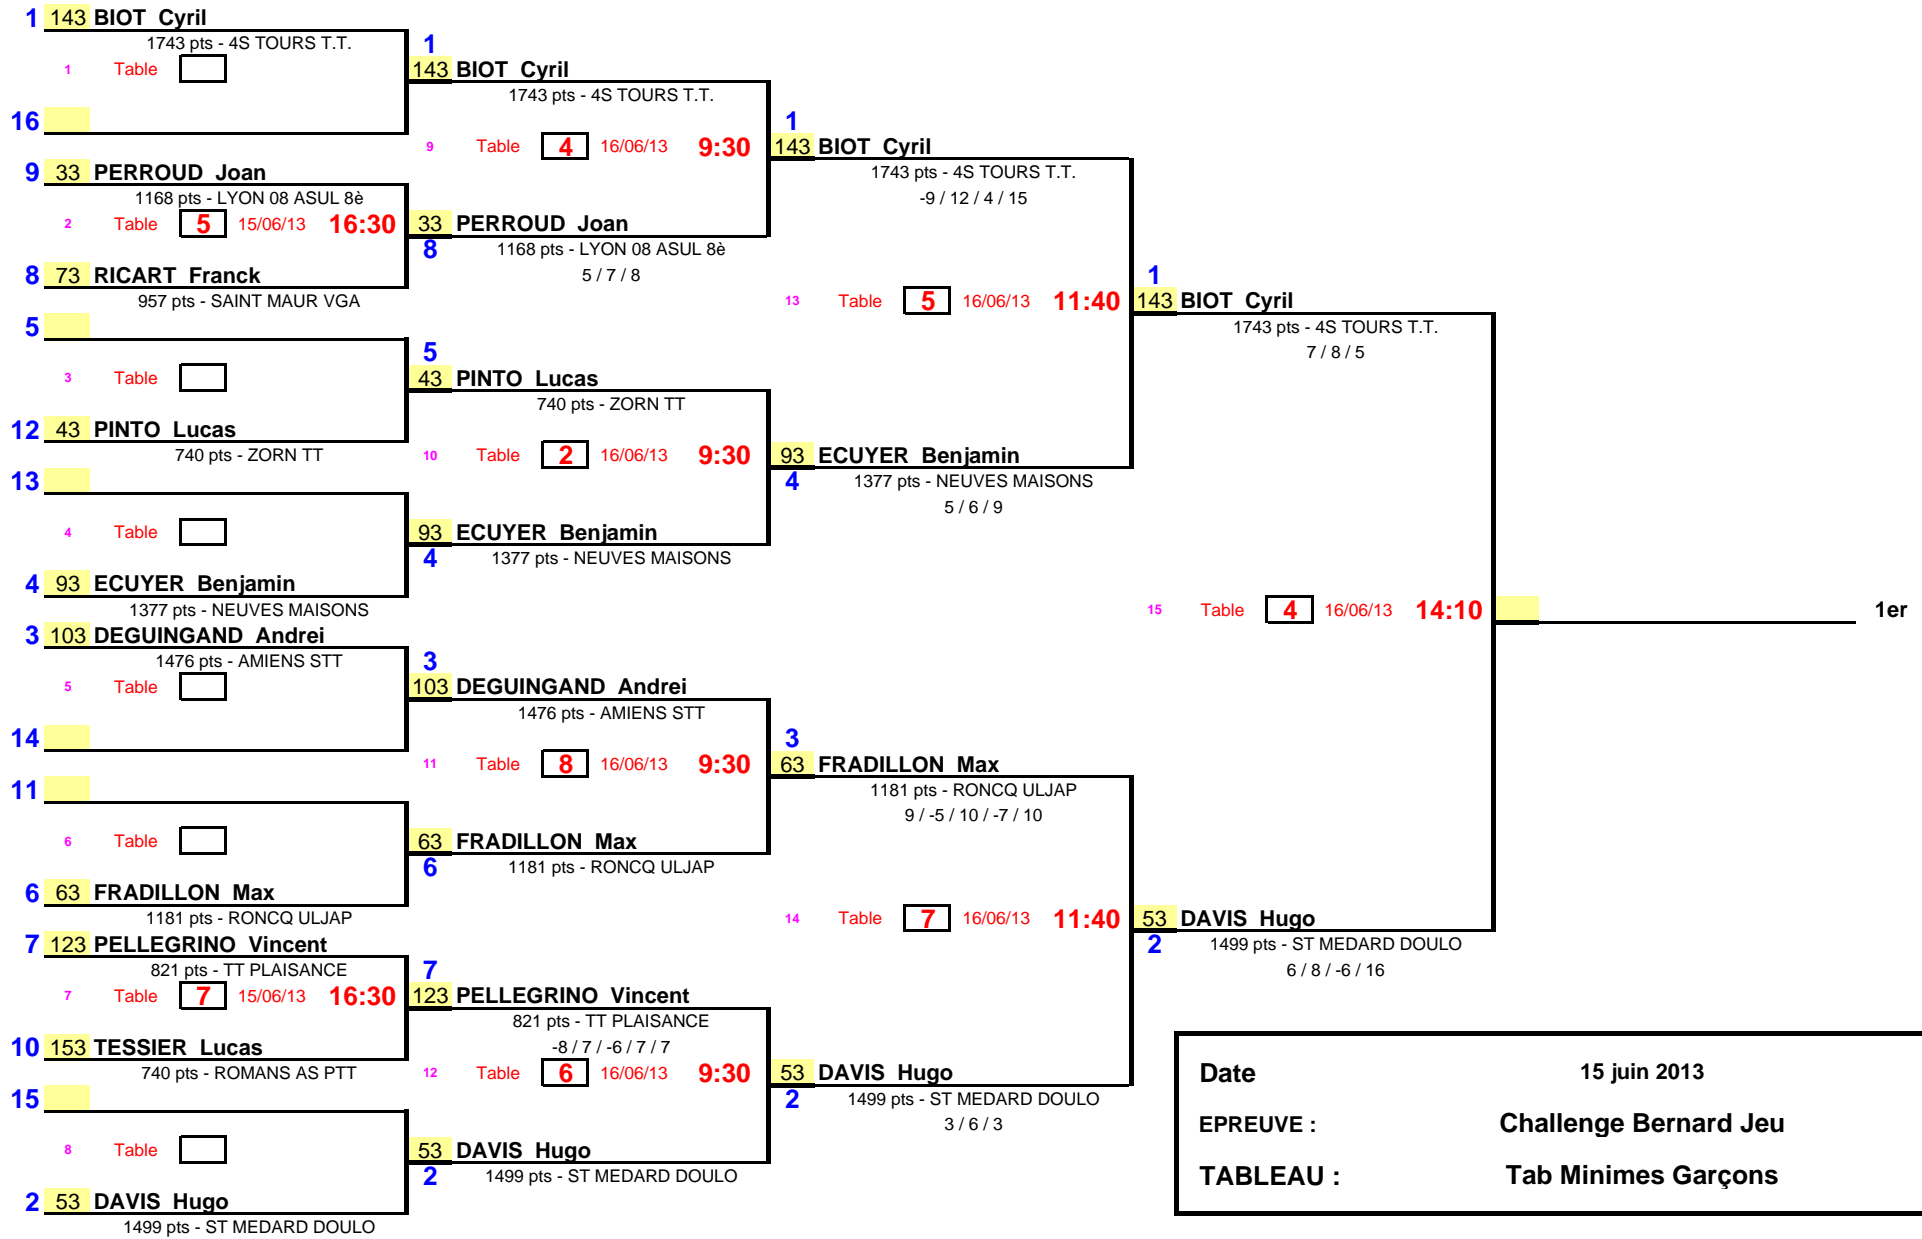 1 143 BIOT Cyril
1743 pts - 4S TOURS T.T.
1 Table
16
9 33 PERROUD Joan
1168 pts - LYON 08 ASUL 8è
2 Table 5 15/06/13 16:30
8 73 RICART Franck
957 pts - SAINT MAUR VGA
5
3 Table
12 43 PINTO Lucas
740 pts - ZORN TT
13
4 Table
4 93 ECUYER Benjamin
1377 pts - NEUVES MAISONS
3 103 DEGUINGAND Andrei
1476 pts - AMIENS STT
5 Table
14
11
6 Table
6 63 FRADILLON Max
1181 pts - RONCQ ULJAP
7 123 PELLEGRINO Vincent
821 pts - TT PLAISANCE
7 Table 7 15/06/13 16:30
10 153 TESSIER Lucas
740 pts - ROMANS AS PTT
15
8 Table
2 53 DAVIS Hugo
1499 pts - ST MEDARD DOULO
1
143 BIOT Cyril
1743 pts - 4S TOURS T.T.
9 Table 4 16/06/13 9:30
33 PERROUD Joan
8
1168 pts - LYON 08 ASUL 8è
5 / 7 / 8
5
43 PINTO Lucas
740 pts - ZORN TT
10 Table 2 16/06/13 9:30
93 ECUYER Benjamin
4
1377 pts - NEUVES MAISONS
3
103 DEGUINGAND Andrei
1476 pts - AMIENS STT
11 Table 8 16/06/13 9:30
63 FRADILLON Max
6
1181 pts - RONCQ ULJAP
7
123 PELLEGRINO Vincent
821 pts - TT PLAISANCE
-8 / 7 / -6 / 7 / 7
12 Table 6 16/06/13 9:30
53 DAVIS Hugo
2
1499 pts - ST MEDARD DOULO
1
143 BIOT Cyril
1743 pts - 4S TOURS T.T.
-9 / 12 / 4 / 15
13 Table 5 16/06/13 11:40
93 ECUYER Benjamin
4
1377 pts - NEUVES MAISONS
5 / 6 / 9
3
63 FRADILLON Max
1181 pts - RONCQ ULJAP
9 / -5 / 10 / -7 / 10
14 Table 7 16/06/13 11:40
53 DAVIS Hugo
2
1499 pts - ST MEDARD DOULO
3 / 6 / 3
1
143 BIOT Cyril
1743 pts - 4S TOURS T.T.
7 / 8 / 5
15 Table 4 16/06/13 14:10
1er
53 DAVIS Hugo
2
1499 pts - ST MEDARD DOULO
6 / 8 / -6 / 16
Date 15 juin 2013
EPREUVE : Challenge Bernard Jeu
TABLEAU : Tab Minimes Garçons